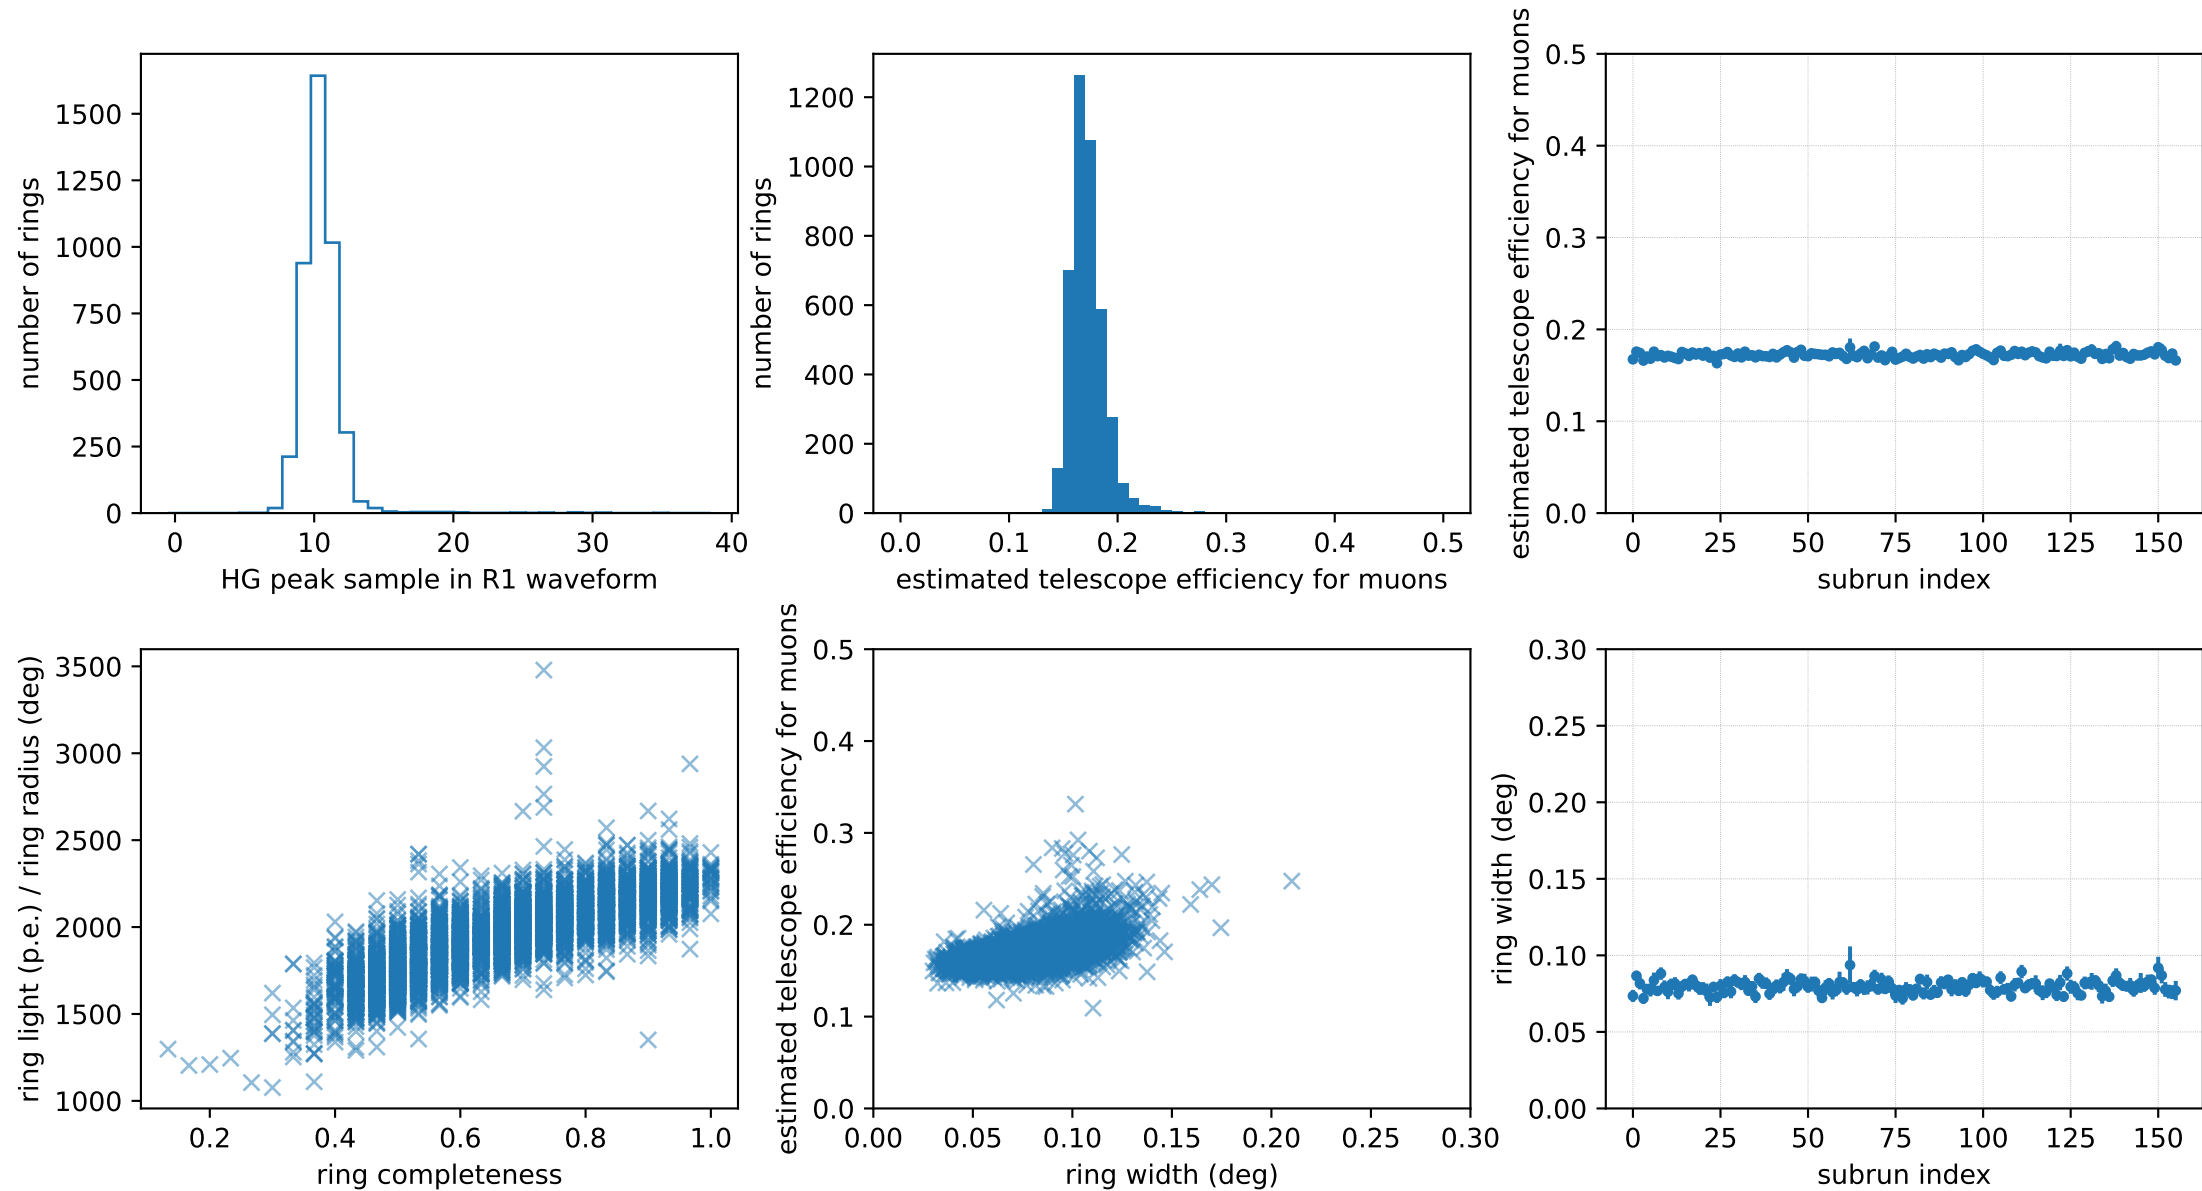 number of rings
1500
1250
1000
750
500
250
0
0 10 20 30 40
HG peak sample in R1 waveform
number of rings
1200
1000
800
600
400
200
0
0.0 0.1 0.2 0.3 0.4 0.5
estimated telescope efficiency for muons
estimated telescope efficiency for muons
0.5
0.4
0.3
0.2
0.1
0.0
0 25 50 75 100 125 150
subrun index
ring light (p.e.) / ring radius (deg)
3500
3000
2500
2000
1500
1000
0.2 0.4 0.6 0.8 1.0
ring completeness
estimated telescope efficiency for muons
0.5
0.4
0.3
0.2
0.1
0.0
0.00 0.05 0.10 0.15 0.20 0.25 0.30
ring width (deg)
ring width (deg)
0.30
0.25
0.20
0.15
0.10
0.05
0.00
0 25 50 75 100 125 150
subrun index